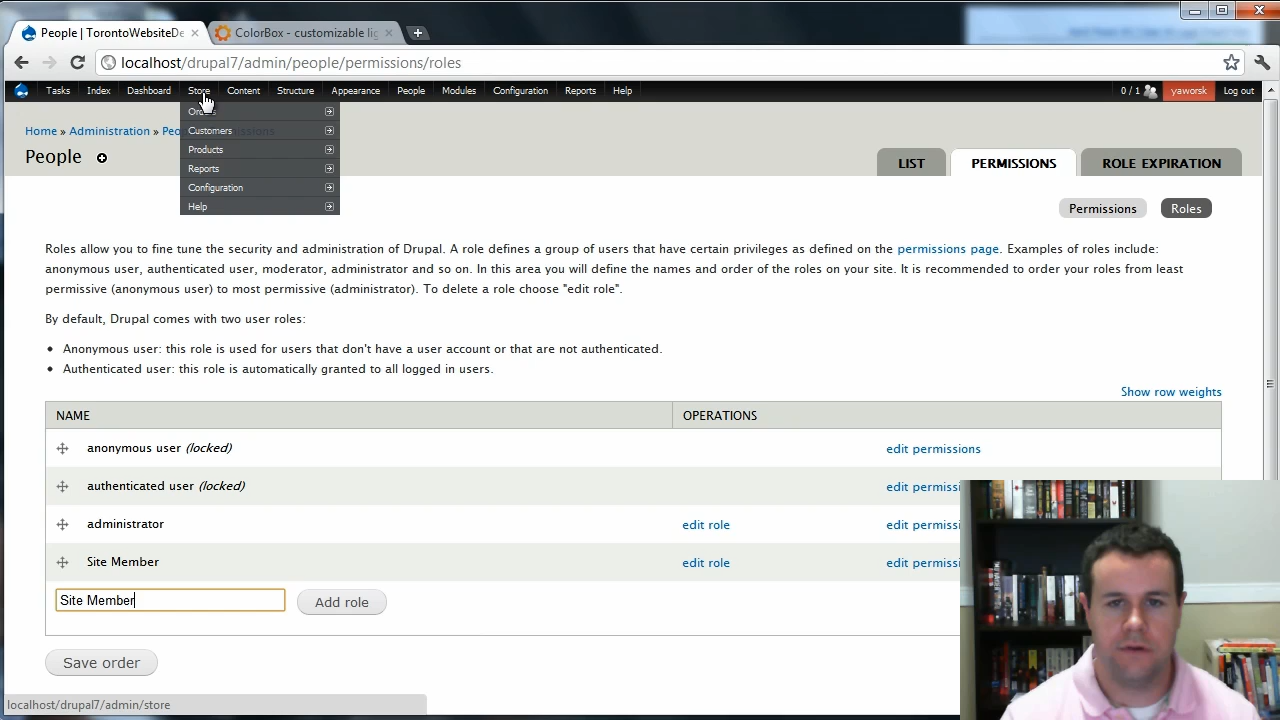 People | TorontoWebsiteDe
ColorBox - customizable lig
localhost/drupal7/admin/people/permissions/roles
Tasks Index Dashboard Store Content Structure Appearance People Modules Configuration Reports Help 0 / 1 yaworsk Log out
Customers
Products
Reports
Configuration
Help
Home » Administration »
People
LIST PERMISSIONS ROLE EXPIRATION
Permissions Roles
Roles allow you to fine tune the security and administration of Drupal. A role defines a group of users that have certain privileges as defined on the permissions page. Examples of roles include:
anonymous user, authenticated user, moderator, administrator and so on. In this area you will define the names and order of the roles on your site. It is recommended to order your roles from least
permissive (anonymous user) to most permissive (administrator). To delete a role choose "edit role".
By default, Drupal comes with two user roles:
• Anonymous user: this role is used for users that don't have a user account or that are not authenticated.
• Authenticated user: this role is automatically granted to all logged in users.
Show row weights
NAME OPERATIONS
anonymous user (locked) edit permissions
authenticated user (locked) edit permissi
administrator edit role edit permissi
Site Member edit role edit permissi
Site Member Add role
Save order
localhost/drupal7/admin/store